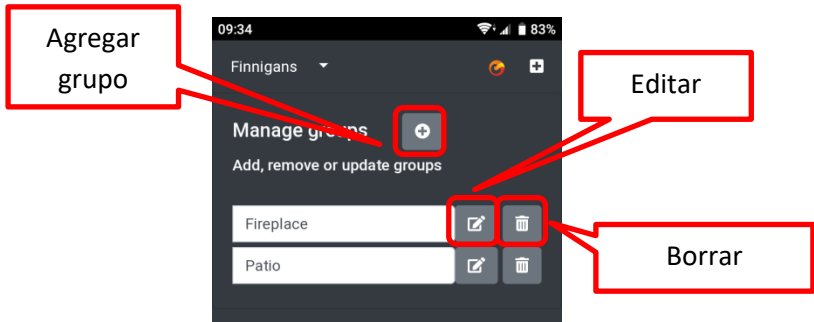 09:34
83%
Agregar
grupo
Finnigans
Editar
Manage groups
Add, remove or update groups
Fireplace
Patio
Borrar